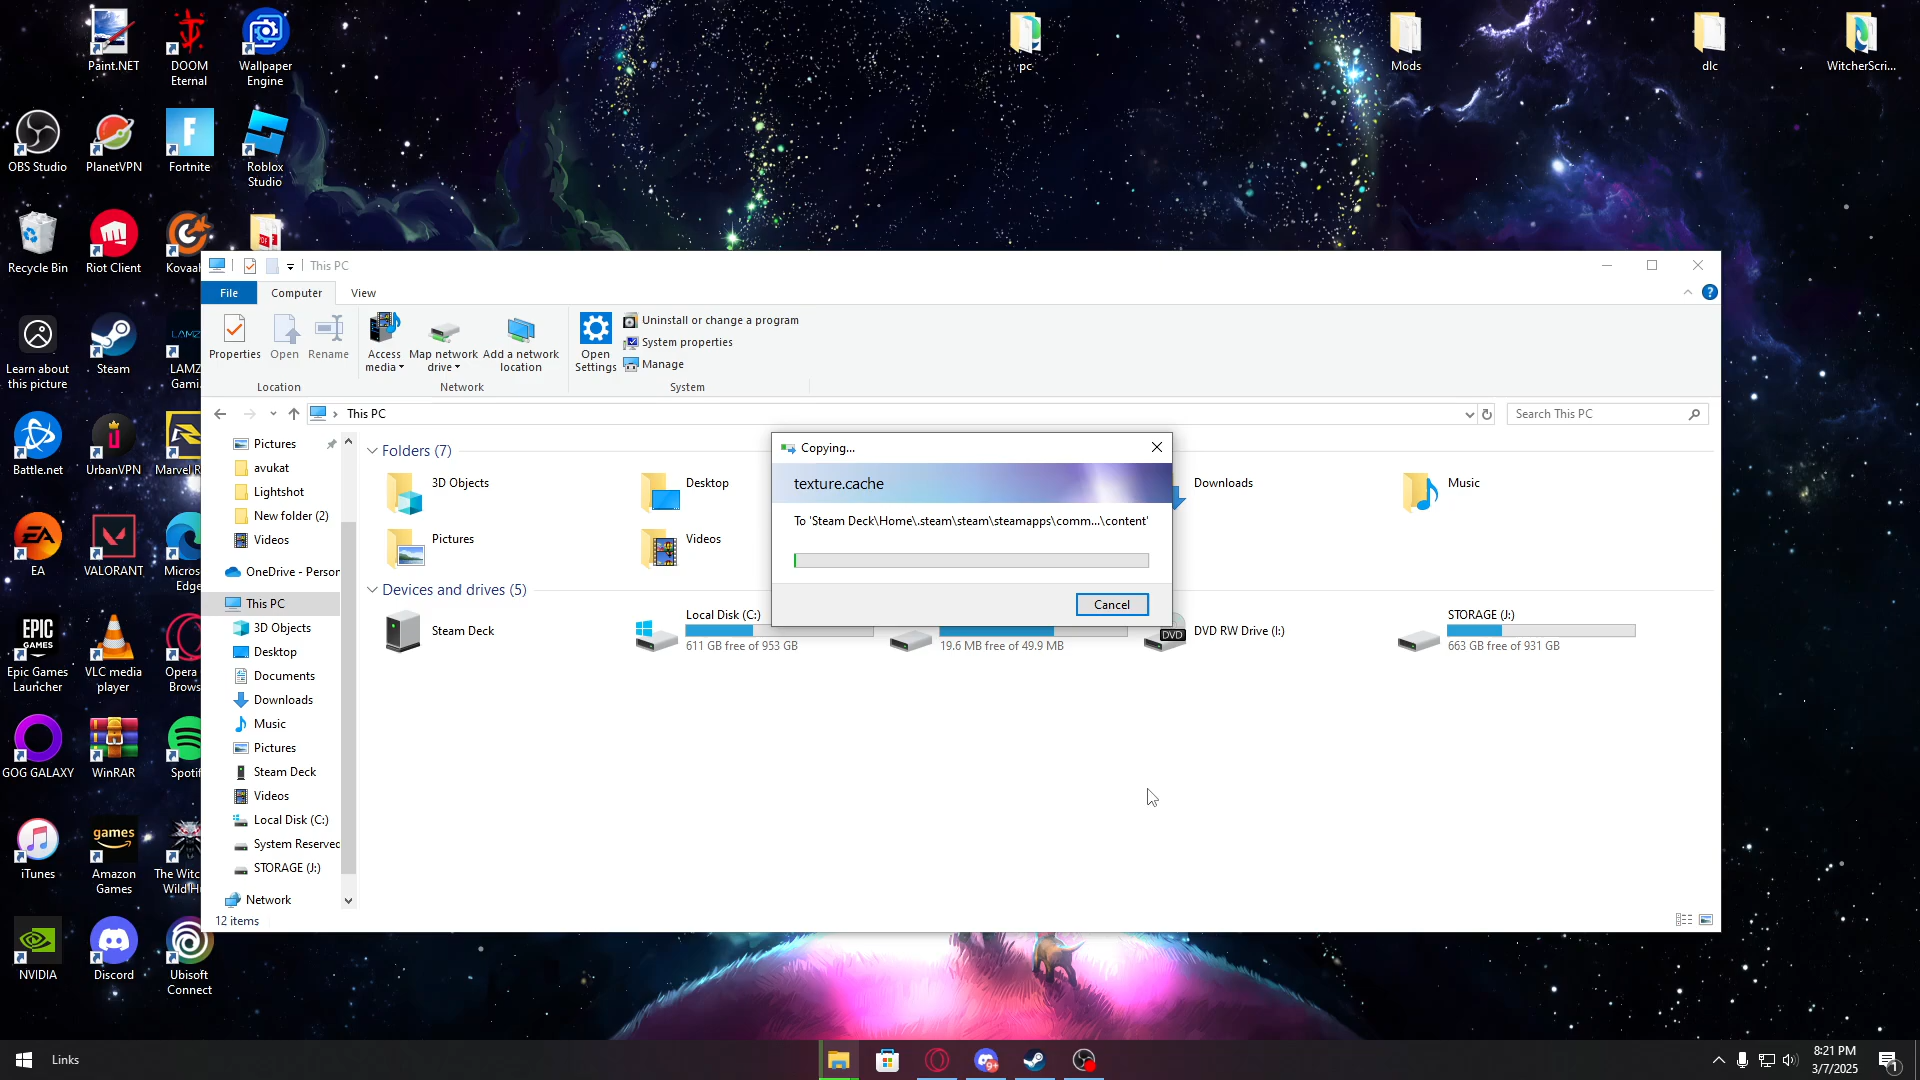 Paint.NET
DOOM
Eternal
Wallpaper
Engine
pc
Mods
dlc
WitcherScri...
OBS Studio
PlanetVPN
Fortnite
Roblox
Studio
Recycle Bin
Riot Client
Kovaa
This PC
File
Computer
View
Properties
Open
Rename
Access
media
Map network
drive
Add a network
location
Open
Settings
Uninstall or change a program
System properties
Manage
Location
Network
System
Learn about
this picture
Steam
LAMZ
Gami
This PC
Search This PC
Battle.net
UrbanVPN
Marvel R
Pictures
avukat
Lightshot
New folder (2)
Videos
OneDrive - Person
This PC
3D Objects
Desktop
Documents
Downloads
Music
Pictures
Steam Deck
Videos
Local Disk (C:)
System Reserved
STORAGE (J:)
Network
Folders (7)
3D Objects
Desktop
Downloads
Music
Pictures
Videos
Copying...
texture.cache
To 'Steam Deck\Home\.steam\steam\steamapps\comm...\content'
Cancel
Devices and drives (5)
Steam Deck
Local Disk (C:)
611 GB free of 953 GB
19.6 MB free of 49.9 MB
DVD
DVD RW Drive (I:)
STORAGE (J:)
663 GB free of 931 GB
12 items
EA
VALORANT
Micros
Edge
EPIC
GAMES
Epic Games
Launcher
VLC media
player
Opera
Brows
GOG GALAXY
WinRAR
Spotif
iTunes
games
Amazon
Games
The Witc
Wild H
NVIDIA
Discord
Ubisoft
Connect
Links
9+
8:21 PM
3/7/2025
1